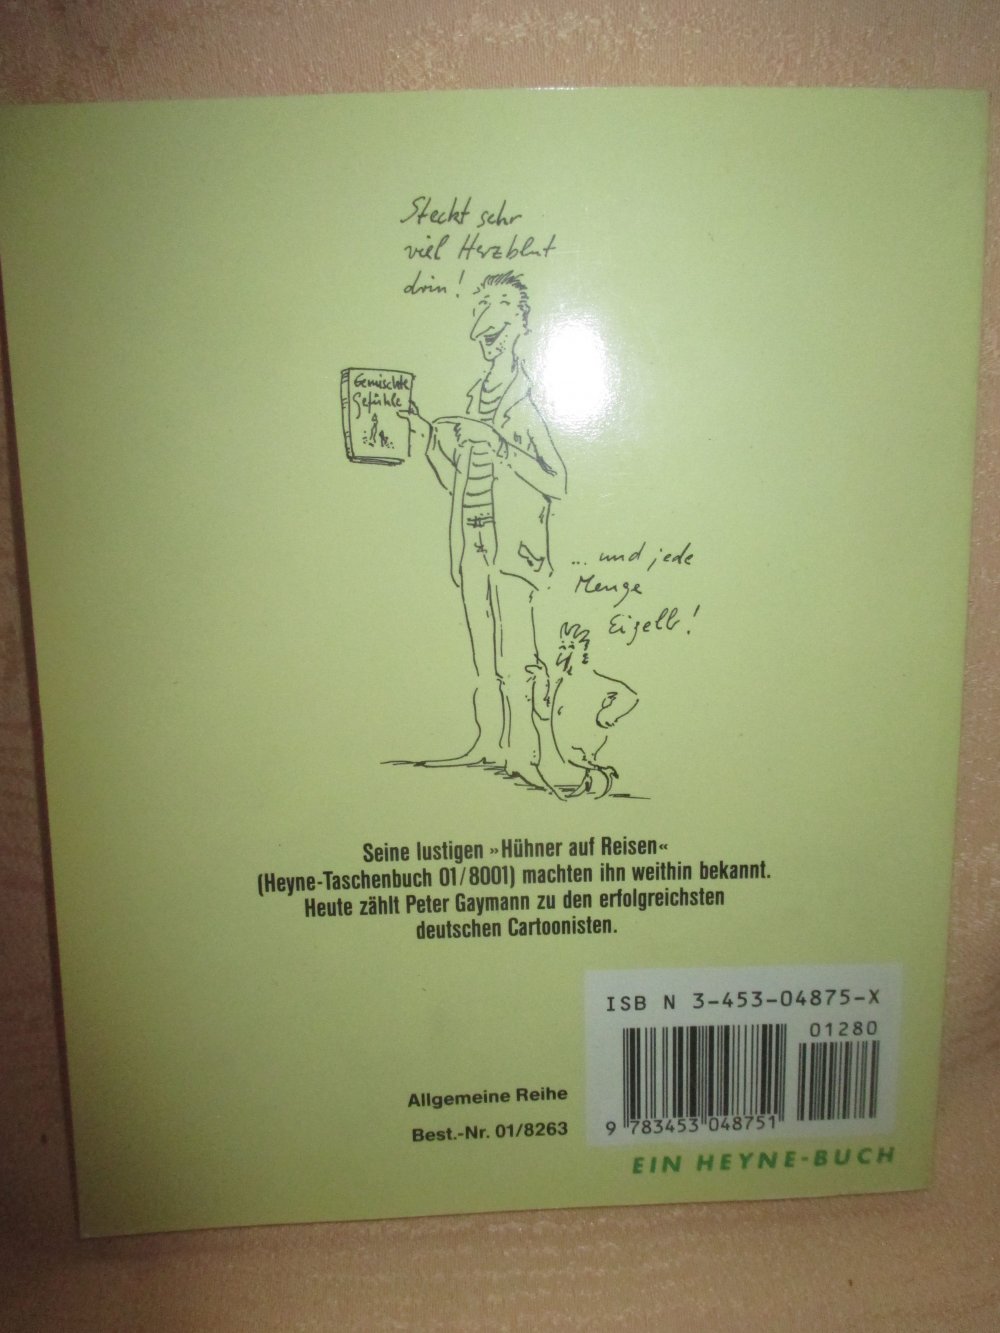 Steckt sehr
viel Herzblut
drin!
Gemischte
Gefühle
... und jede
Menge
Eigelb!
Seine lustigen »Hühner auf Reisen«
(Heyne-Taschenbuch 01/8001) machten ihn weithin bekannt.
Heute zählt Peter Gaymann zu den erfolgreichsten
deutschen Cartoonisten.
ISBN 3-453-04875-X
01280
9 783453 048751
Allgemeine Reihe
Best.-Nr. 01/8263
EIN HEYNE-BUCH